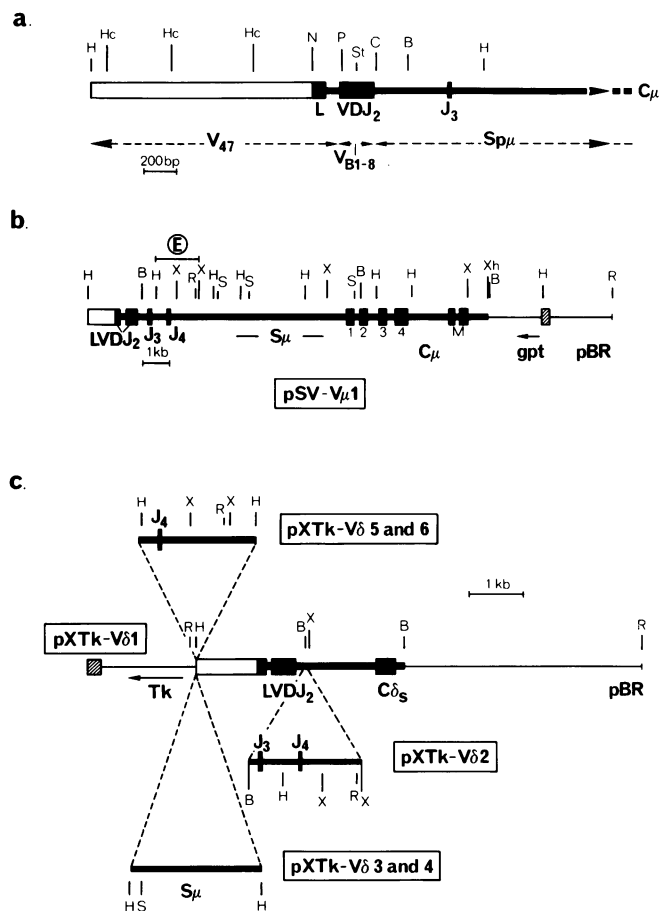 a.
H Hc Hc Hc N P St C B H
L VDJ2 J3 Cμ
V47 VB1-8 Spμ
200bp
b.
E
H B H X R X H S H S H X S B H H X Xh B H R
LVDJ2 J3 J4 Sμ 1 2 3 4 Cμ M gpt pBR
1kb
pSV-Vμ1
c.
H J4 X R X H
pXTk-Vδ 5 and 6
1 kb
pXTk-Vδ1
R H B X B R
Tk LVDJ2 Cδs pBR
J3 J4
pXTk-Vδ2
B H X R X
pXTk-Vδ 3 and 4
Sμ
H S H